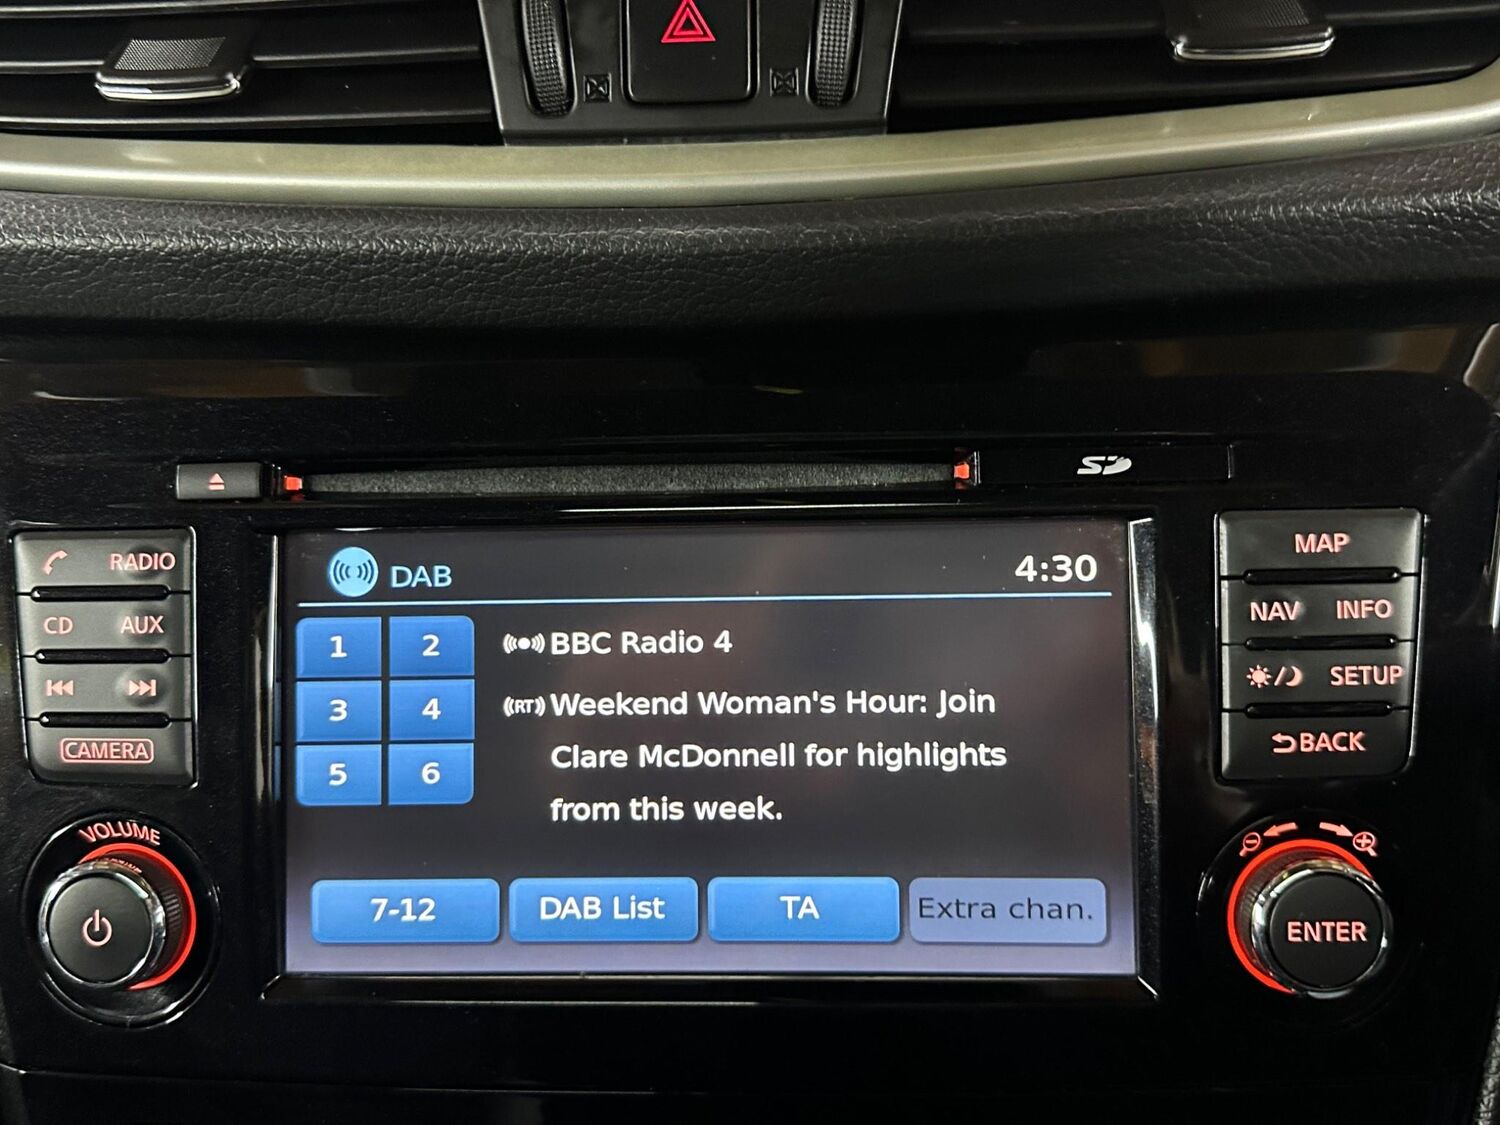 SD
MAP
RADIO
CD AUX
CAMERA
VOLUME
DAB
4:30
1 2
3 4
5 6
BBC Radio 4
(RT) Weekend Woman's Hour: Join
Clare McDonnell for highlights
from this week.
7-12
DAB List
TA
Extra chan.
NAV INFO
SETUP
BACK
ENTER